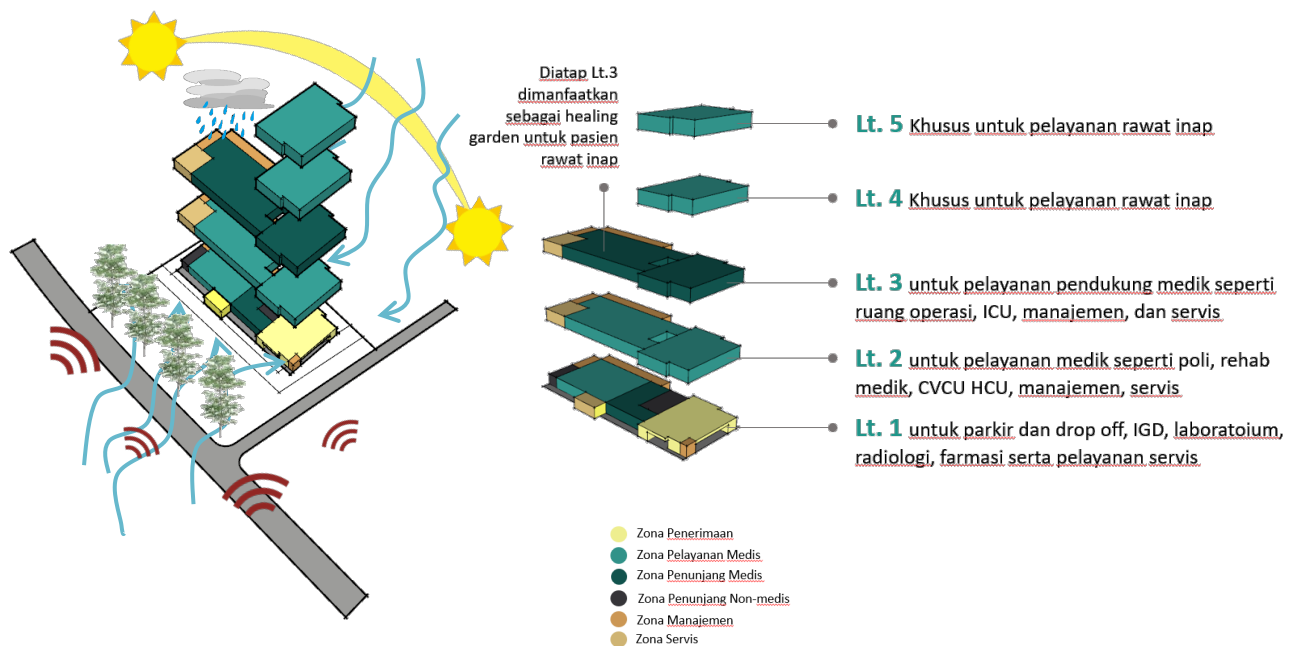 Diatap Lt.3
dimanfaatkan
sebagai healing
garden untuk pasien
rawat inap
Lt. 5 Khusus untuk pelayanan rawat inap
Lt. 4 Khusus untuk pelayanan rawat inap
Lt. 3 untuk pelayanan pendukung medik seperti
ruang operasi, ICU, manajemen, dan servis
Lt. 2 untuk pelayanan medik seperti poli, rehab
medik, CVCU HCU, manajemen, servis
Lt. 1 untuk parkir dan drop off, IGD, laboratoium,
radiologi, farmasi serta pelayanan servis
Zona Penerimaan
Zona Pelayanan Medis
Zona Penunjang Medis
Zona Penunjang Non-medis
Zona Manajemen
Zona Servis